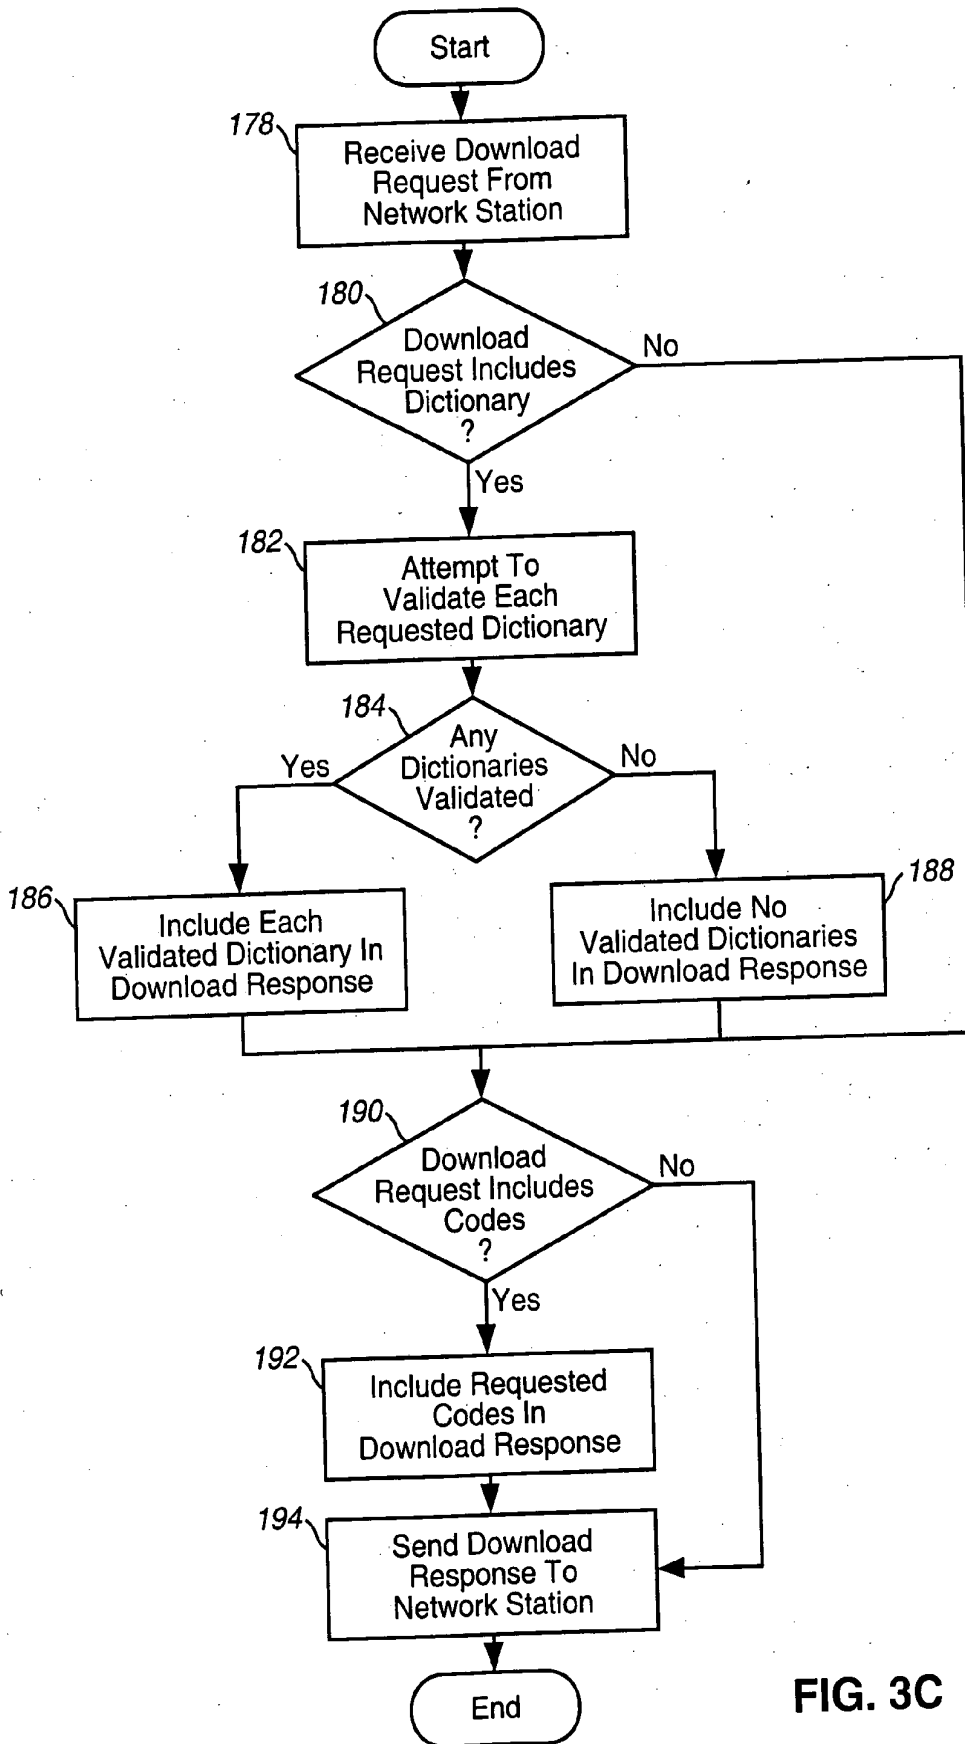 Start
178
Receive Download
Request From
Network Station
180
Download
Request Includes
Dictionary
?
No
Yes
182
Attempt To
Validate Each
Requested Dictionary
184
Any
Dictionaries
Validated
?
Yes
No
186
Include Each
Validated Dictionary In
Download Response
188
Include No
Validated Dictionaries
In Download Response
190
Download
Request Includes
Codes
?
No
Yes
192
Include Requested
Codes In
Download Response
194
Send Download
Response To
Network Station
End
FIG. 3C